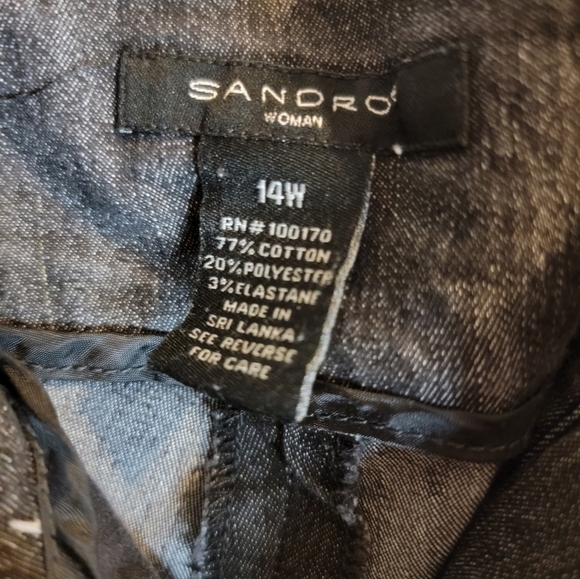 SANDRO
WOMAN
14W
RN#100170
77% COTTON
20% POLYESTER
3% ELASTANE
MADE IN
SRI LANKA
SEE REVERSE
FOR CARE